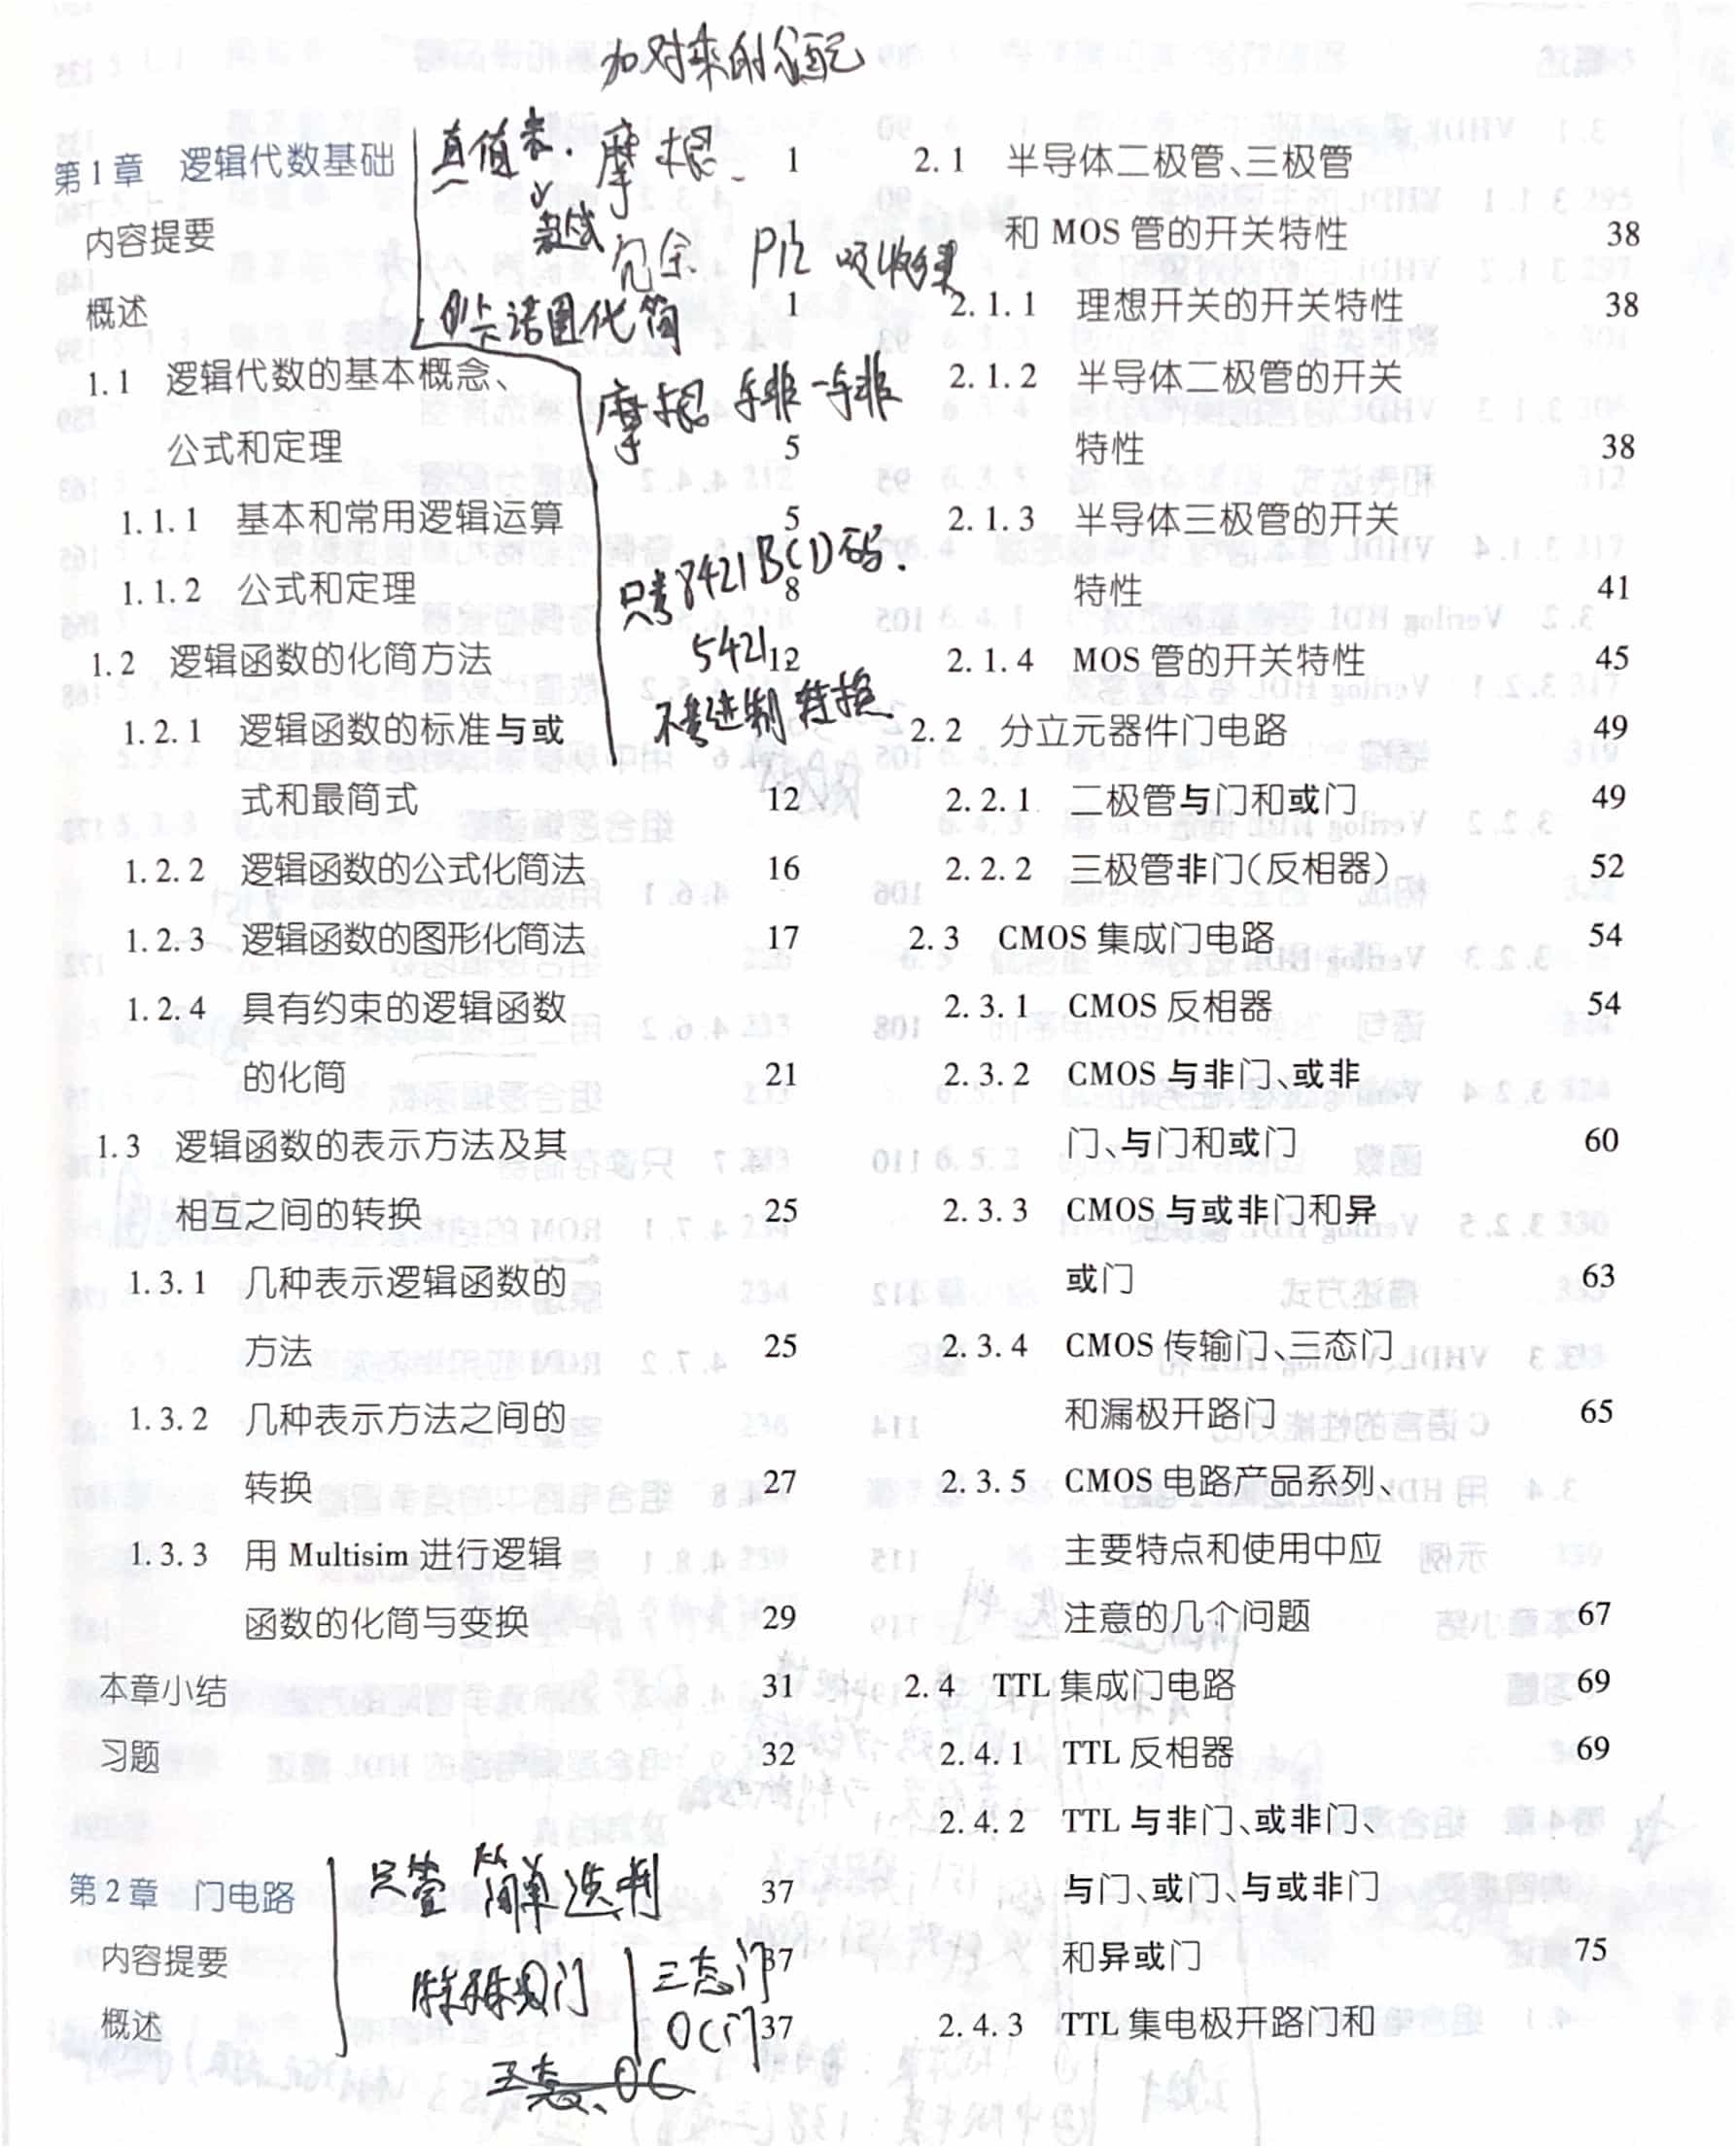 加对乘的分配
第1章 逻辑代数基础 1
真值表. 摩根
内容提要 1
冗余 吸收律
概述 1
卡诺图化简
1.1 逻辑代数的基本概念、
公式和定理 5
摩根 与非-与非
1.1.1 基本和常用逻辑运算 5
1.1.2 公式和定理 8
只考8421BCD码.
5421
不考进制转换.
1.2 逻辑函数的化简方法 12
1.2.1 逻辑函数的标准与或
式和最简式 12
1.2.2 逻辑函数的公式化简法 16
1.2.3 逻辑函数的图形化简法 17
1.2.4 具有约束的逻辑函数
的化简 21
1.3 逻辑函数的表示方法及其
相互之间的转换 25
1.3.1 几种表示逻辑函数的
方法 25
1.3.2 几种表示方法之间的
转换 27
1.3.3 用 Multisim 进行逻辑
函数的化简与变换 29
本章小结 31
习题 32
第2章 门电路 37
只考 简单选判
内容提要 37
特殊门 三态门
概述 37
OC门
三态、OC
2.1 半导体二极管、三极管
和 MOS 管的开关特性 38
2.1.1 理想开关的开关特性 38
2.1.2 半导体二极管的开关
特性 38
2.1.3 半导体三极管的开关
特性 41
2.1.4 MOS 管的开关特性 45
2.2 分立元器件门电路 49
2.2.1 二极管与门和或门 49
2.2.2 三极管非门(反相器) 52
2.3 CMOS 集成门电路 54
2.3.1 CMOS 反相器 54
2.3.2 CMOS 与非门、或非
门、与门和或门 60
2.3.3 CMOS 与或非门和异
或门 63
2.3.4 CMOS 传输门、三态门
和漏极开路门 65
2.3.5 CMOS 电路产品系列、
主要特点和使用中应
注意的几个问题 67
2.4 TTL 集成门电路 69
2.4.1 TTL 反相器 69
2.4.2 TTL 与非门、或非门、
与门、或门、与或非门
和异或门 75
2.4.3 TTL 集电极开路门和